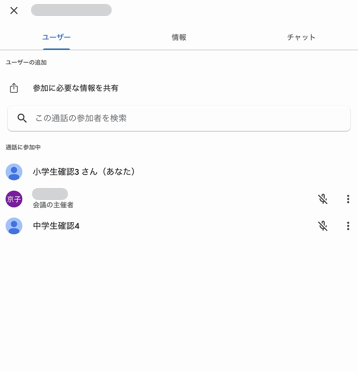 ユーザー
情報
チャット
ユーザーの追加
参加に必要な情報を共有
この通話の参加者を検索
通話に参加中
小学生確認3 さん（あなた）
京子
会議の主催者
中学生確認4